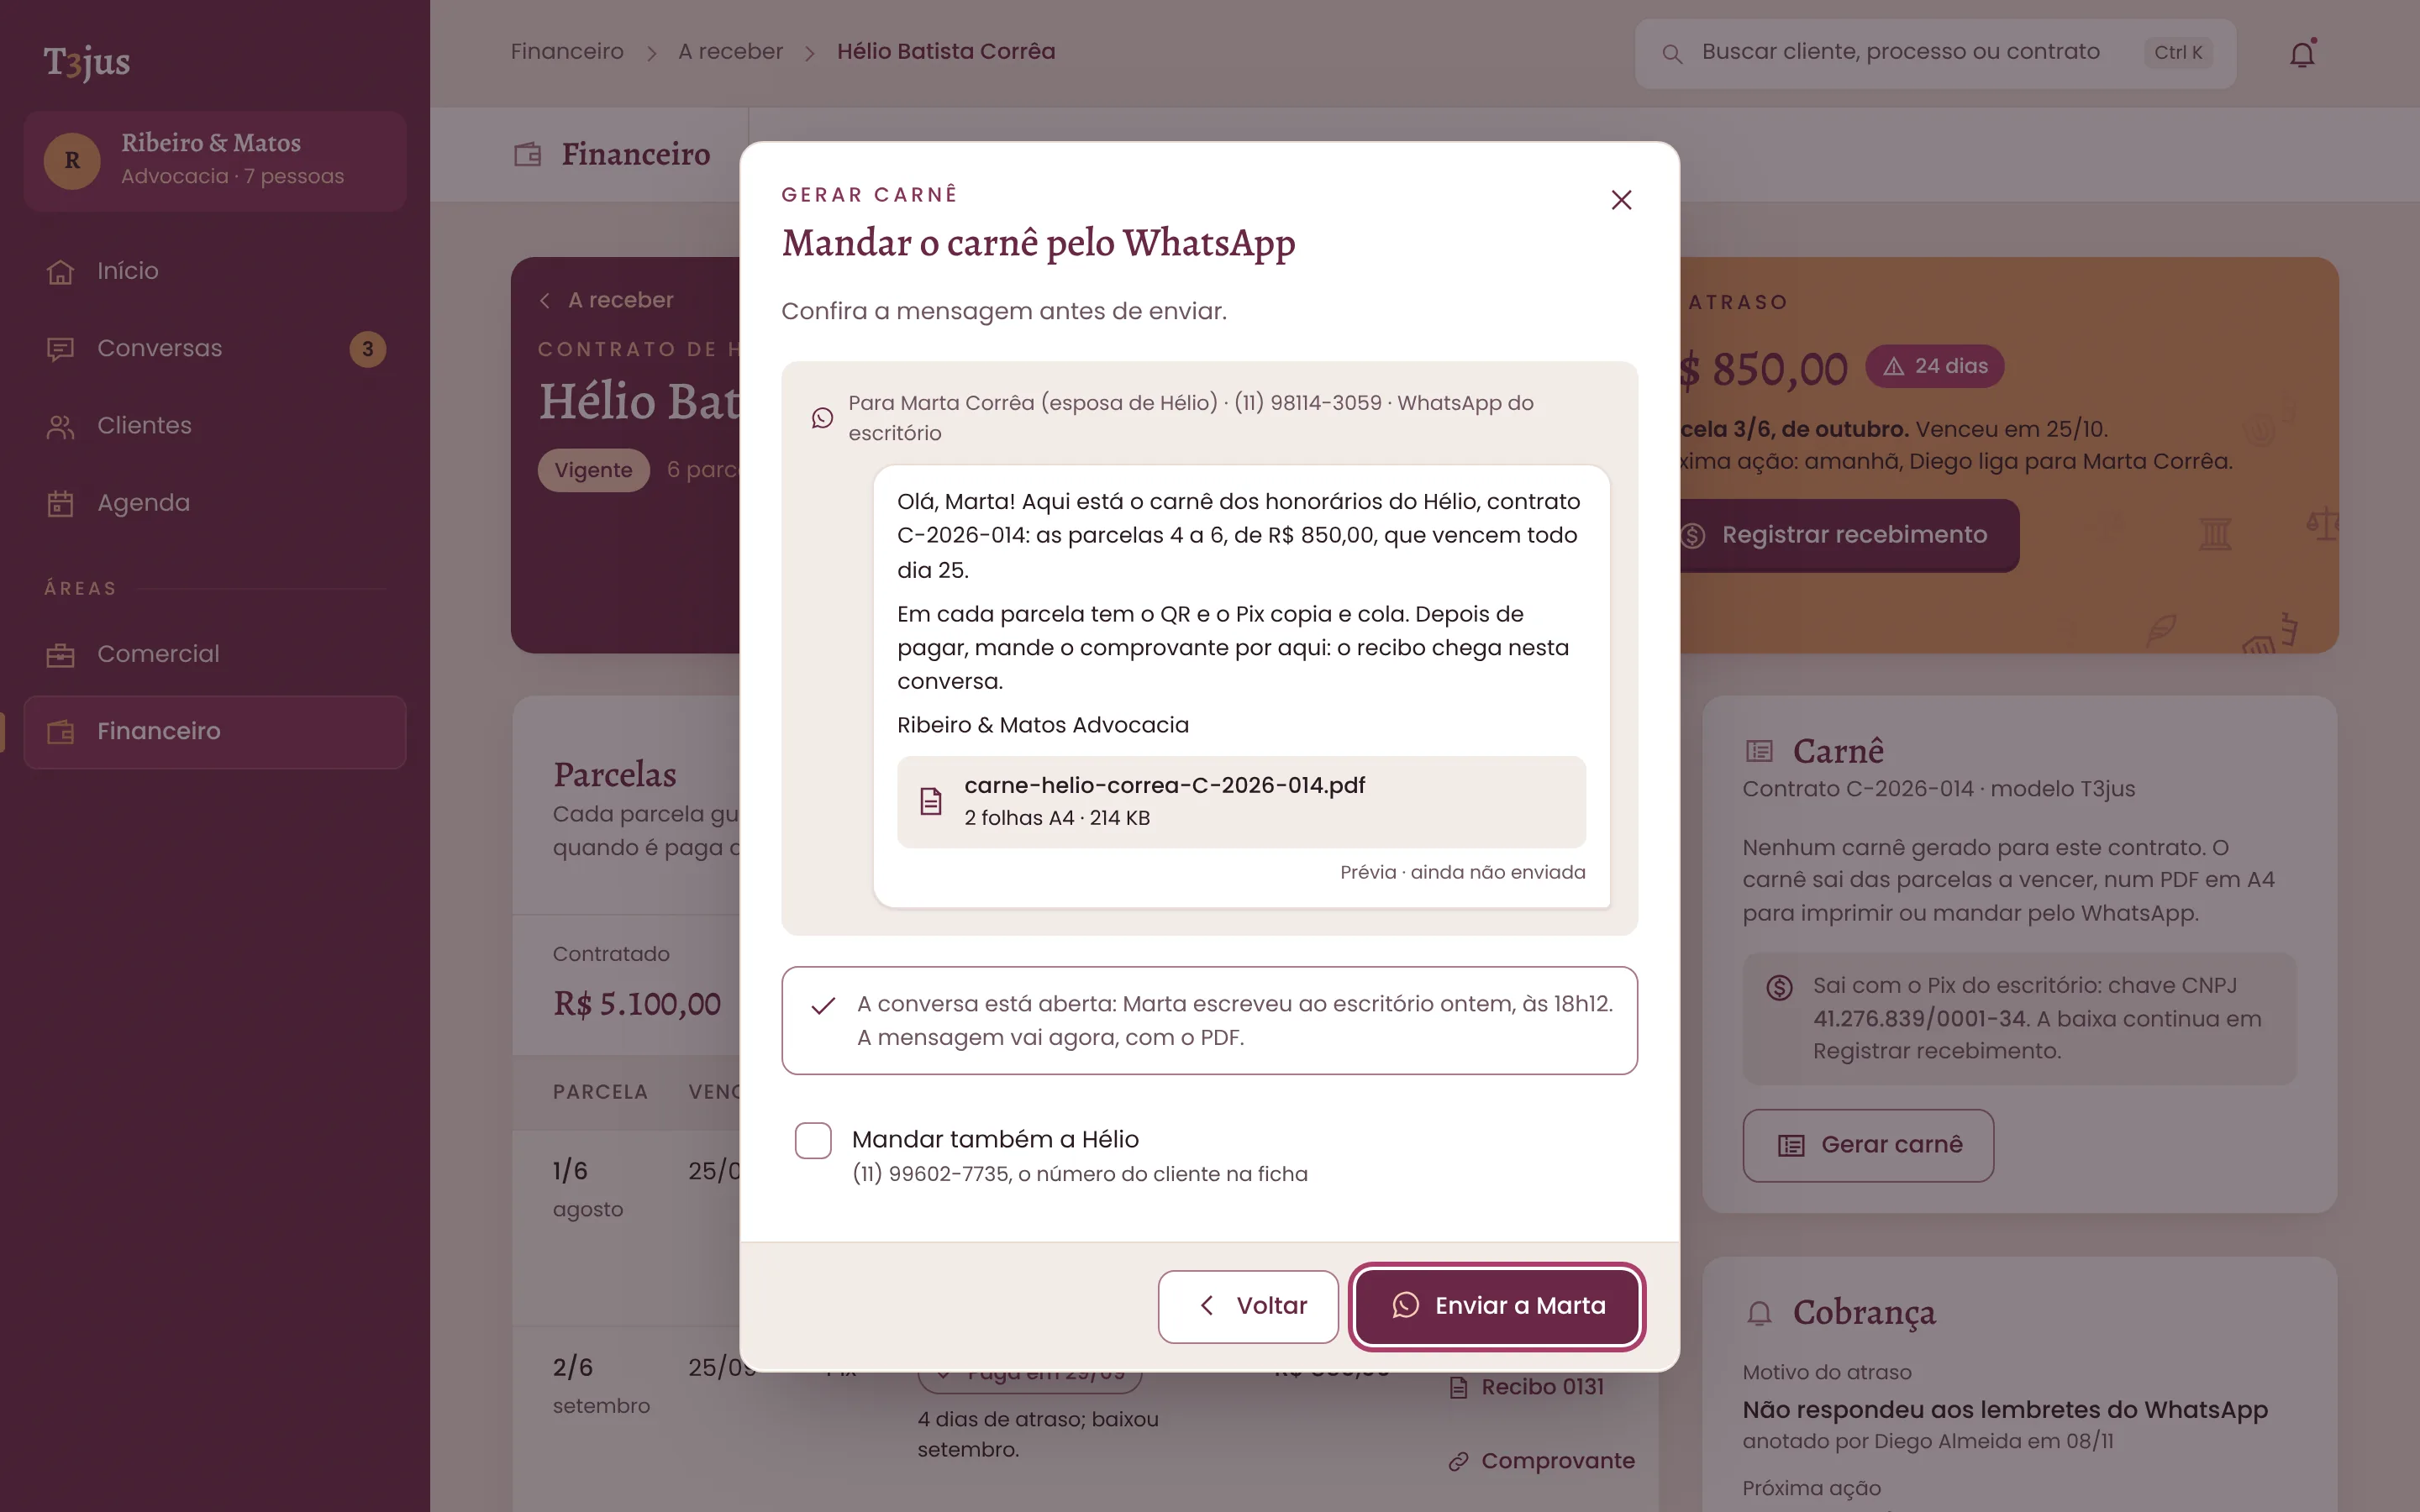 T3jus
R
Ribeiro & Matos
Advocacia · 7 pessoas
Início
Conversas
3
Clientes
Agenda
ÁREAS
Comercial
Financeiro
Financeiro
A receber
Hélio Batista Corrêa
Buscar cliente, processo ou contrato
Ctrl K
Financeiro
A receber
CONTRATO DE
Hélio
Vigente
6
ATRASO
$ 850,00
24 dias
3/6, de outubro. Venceu em 25/10.
ação: amanhã, Diego liga para Marta Corrêa.
Registrar recebimento
GERAR CARNÊ
Mandar o carnê pelo WhatsApp
Confira a mensagem antes de enviar.
Para Marta Corrêa (esposa de Hélio) · (11) 98114-3059 · WhatsApp do
escritório
Olá, Marta! Aqui está o carnê dos honorários do Hélio, contrato
C-2026-014: as parcelas 4 a 6, de R$ 850,00, que vencem todo
dia 25.
Em cada parcela tem o QR e o Pix copia e cola. Depois de
pagar, mande o comprovante por aqui: o recibo chega nesta
conversa.
Ribeiro & Matos Advocacia
carne-helio-correa-C-2026-014.pdf
2 folhas A4 · 214 KB
Prévia · ainda não enviada
A conversa está aberta: Marta escreveu ao escritório ontem, às 18h12.
A mensagem vai agora, com o PDF.
Mandar também a Hélio
(11) 99602-7735, o número do cliente na ficha
Voltar
Enviar a Marta
Parcelas
Cada parcela
quando é paga
Contratado
R$ 5.100,00
PARCELA
1/6
agosto
2/6
setembro
Paga em 29/09
4 dias de atraso; baixou
setembro.
Recibo 0131
Comprovante
Carnê
Contrato C-2026-014 · modelo T3jus
Nenhum carnê gerado para este contrato. O
carnê sai das parcelas a vencer, num PDF em A4
para imprimir ou mandar pelo WhatsApp.
Sai com o Pix do escritório: chave CNPJ
41.276.839/0001-34. A baixa continua em
Registrar recebimento.
Gerar carnê
Cobrança
Motivo do atraso
Não respondeu aos lembretes do WhatsApp
anotado por Diego Almeida em 08/11
Próxima ação